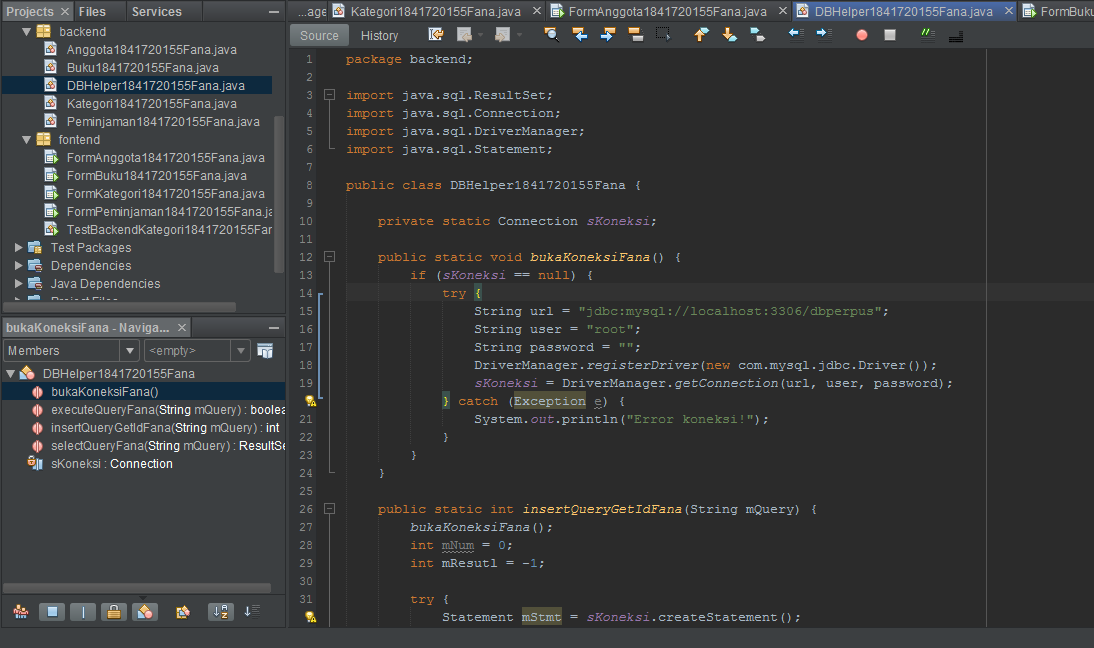 Projects
Files
Services
backend
Anggota1841720155Fana.java
Buku1841720155Fana.java
DBHelper1841720155Fana.java
Kategori1841720155Fana.java
Peminjaman1841720155Fana.java
fontend
FormAnggota1841720155Fana.java
FormBuku1841720155Fana.java
FormKategori1841720155Fana.java
FormPeminjaman1841720155Fana.ja
TestBackendKategori1841720155Far
Test Packages
Dependencies
Java Dependencies
Project Files
bukaKoneksiFana - Naviga...
Members
<empty>
DBHelper1841720155Fana
bukaKoneksiFana()
executeQueryFana(String mQuery) : boolea
insertQueryGetIdFana(String mQuery) : int
selectQueryFana(String mQuery) : ResultSe
sKoneksi : Connection
...age
Kategori1841720155Fana.java
FormAnggota1841720155Fana.java
DBHelper1841720155Fana.java
FormBuku
Source
History
1 package backend;
2
3 import java.sql.ResultSet;
4 import java.sql.Connection;
5 import java.sql.DriverManager;
6 import java.sql.Statement;
7
8 public class DBHelper1841720155Fana {
9
10 private static Connection sKoneksi;
11
12 public static void bukaKoneksiFana() {
13 if (sKoneksi == null) {
14 try {
15 String url = "jdbc:mysql://localhost:3306/dbperpus";
16 String user = "root";
17 String password = "";
18 DriverManager.registerDriver(new com.mysql.jdbc.Driver());
19 sKoneksi = DriverManager.getConnection(url, user, password);
} catch (Exception e) {
21 System.out.println("Error koneksi!");
22 }
23 }
24 }
25
26 public static int insertQueryGetIdFana(String mQuery) {
27 bukaKoneksiFana();
28 int mNum = 0;
29 int mResutl = -1;
30
31 try {
Statement mStmt = sKoneksi.createStatement();